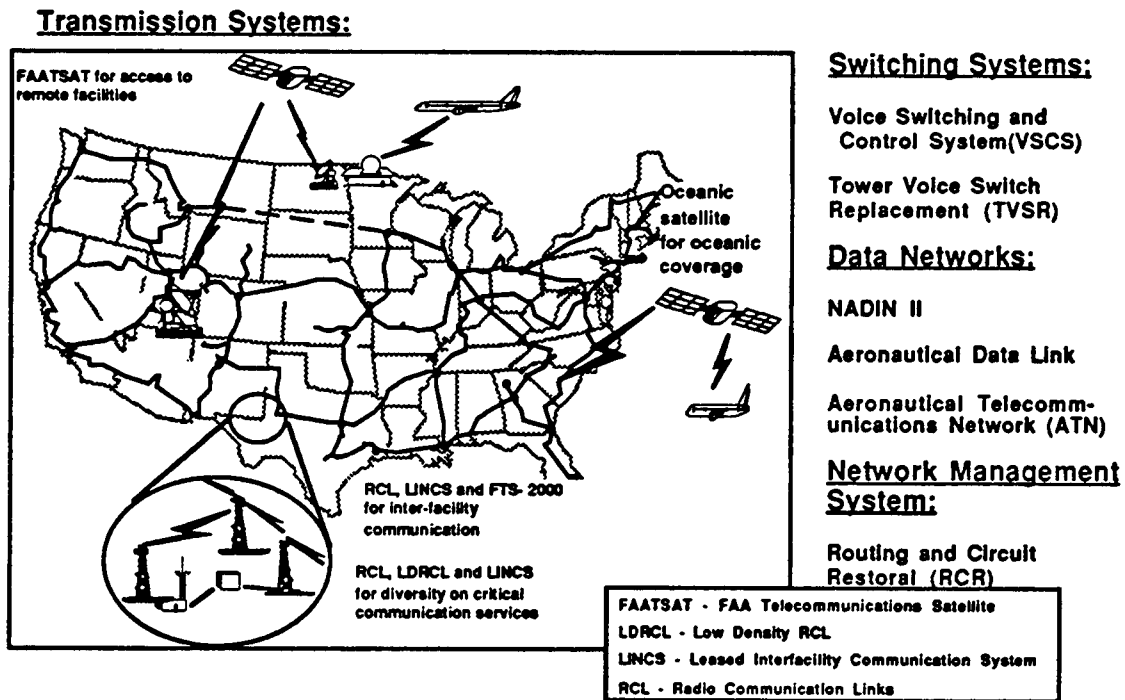 Transmission Systems:
FAATSAT for access to
remote facilities
Oceanic
satellite
for oceanic
coverage
RCL, LINCS and FTS- 2000
for inter-facility
communication
RCL, LDRCL and LINCS
for diversity on critical
communication services
Switching Systems:
Voice Switching and
Control System(VSCS)
Tower Voice Switch
Replacement (TVSR)
Data Networks:
NADIN II
Aeronautical Data Link
Aeronautical Telecomm-
unications Network (ATN)
Network Management
System:
Routing and Circuit
Restoral (RCR)
FAATSAT - FAA Telecommunications Satellite
LDRCL - Low Density RCL
LINCS - Leased Interfacility Communication System
RCL - Radio Communication Links